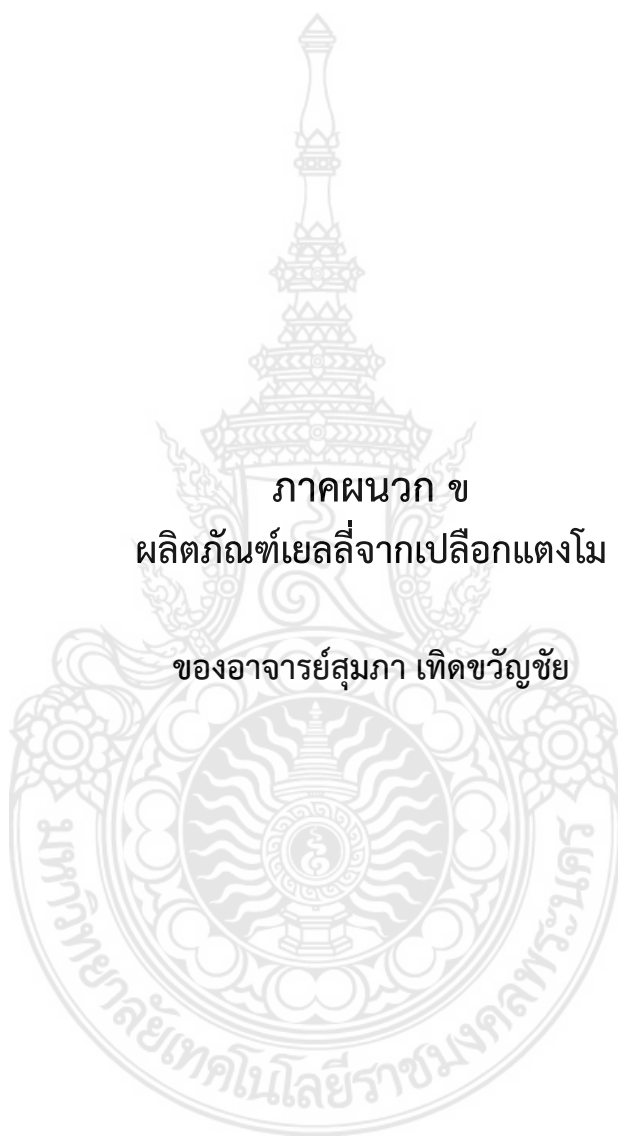 ภาคผนวก ข
ผลิตภัณฑ์เยลลี่จากเปลือกแตงโม
ของอาจารย์สุมภา เทิดขวัญชัย
มหาวิทยาลัยเทคโนโลยีราชมงคลพระนคร